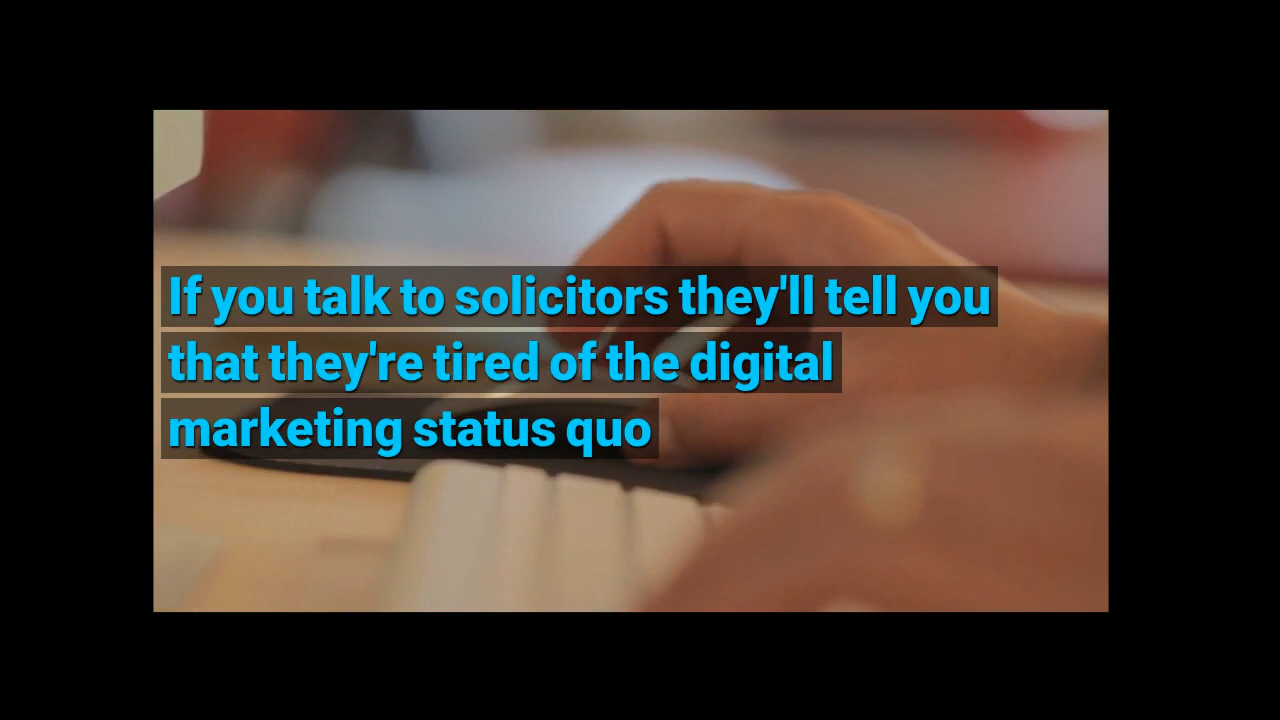 If you talk to solicitors they'll tell you
that they're tired of the digital
marketing status quo